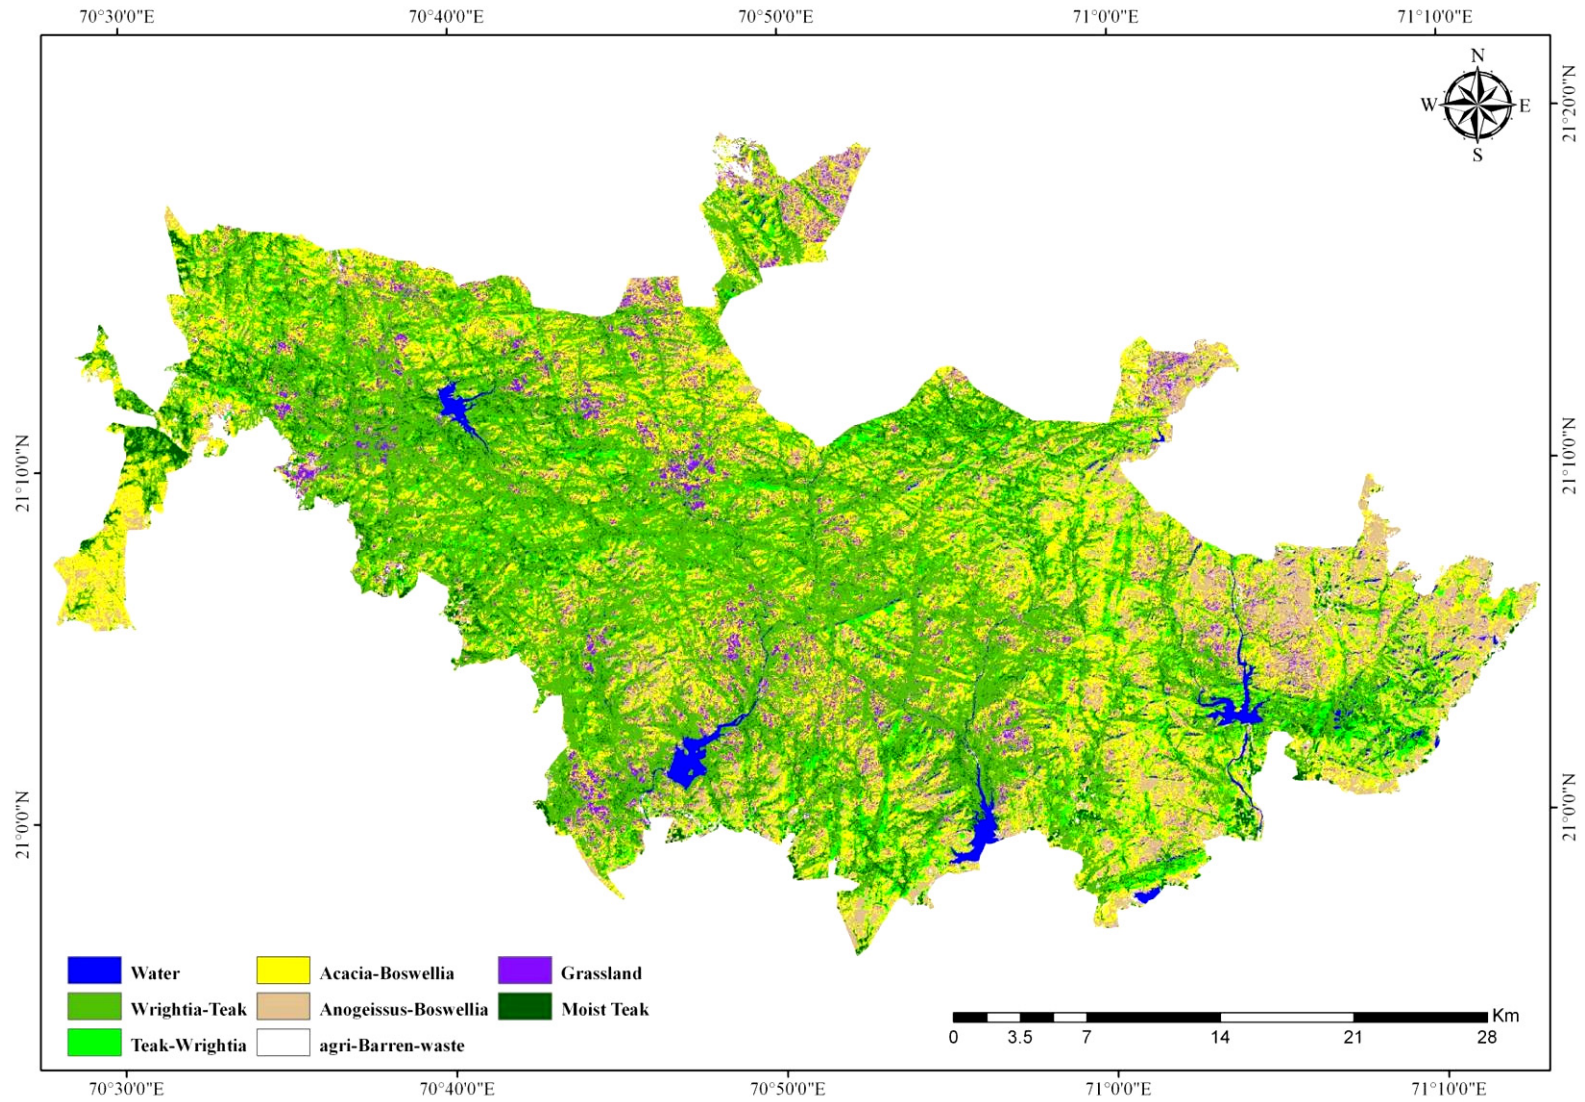 70°30'0"E 70°40'0"E 70°50'0"E 71°0'0"E 71°10'0"E
N
W E
S
21°20'0"N
21°10'0"N 21°10'0"N
21°0'0"N 21°0'0"N
Water Acacia-Boswellia Grassland
Wrightia-Teak Anogeissus-Boswellia Moist Teak
Teak-Wrightia agri-Barren-waste
Km
0 3.5 7 14 21 28
70°30'0"E 70°40'0"E 70°50'0"E 71°0'0"E 71°10'0"E